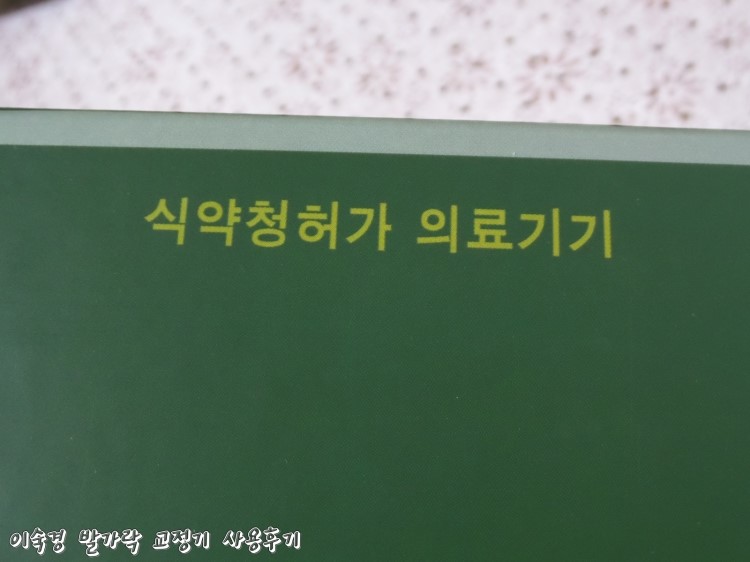 식약청허가 의료기기
이숙경 발가락 교정기 사용후기